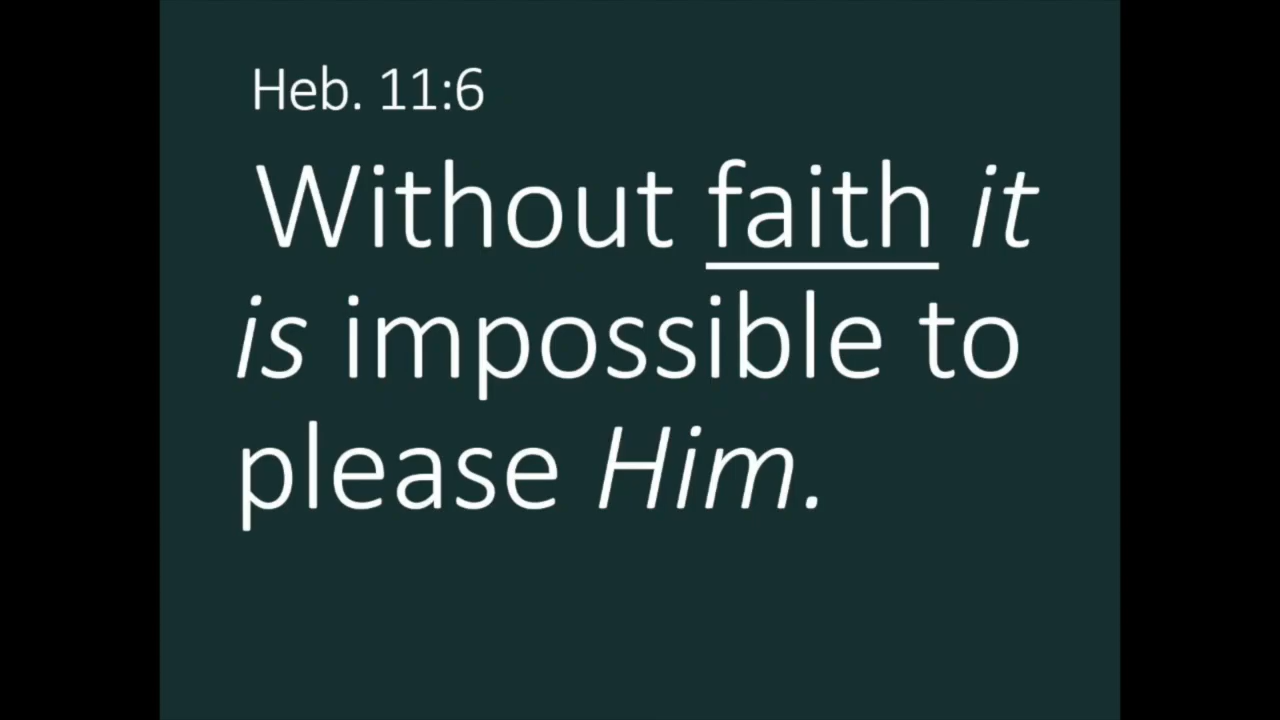 Heb. 11:6
Without faith it
is impossible to
please Him.